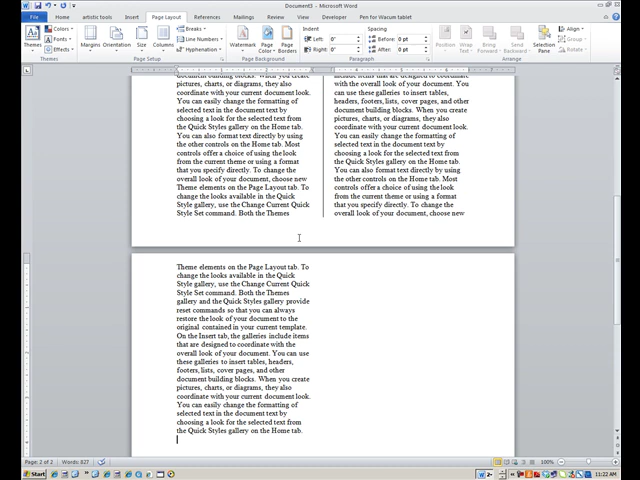 Document3 – Microsoft Word
File
Home
artistic tools
Insert
Page Layout
References
Mailings
Review
View
Developer
Pen for Wacom tablet
Themes
Colors
Fonts
Effects
Margins
Orientation
Size
Columns
Breaks
Line Numbers
Hyphenation
Watermark
Page Color
Page Borders
Indent
Left: 0"
Right: 0"
Spacing
Before: 0 pt
After: 0 pt
Position
Wrap Text
Bring Forward
Send Backward
Selection Pane
Align
Group
Rotate
Themes
Page Setup
Page Background
Paragraph
Arrange
document building blocks. When you create
pictures, charts, or diagrams, they also
coordinate with your current document look.
You can easily change the formatting of
selected text in the document text by
choosing a look for the selected text from
the Quick Styles gallery on the Home tab.
You can also format text directly by using
the other controls on the Home tab. Most
controls offer a choice of using the look
from the current theme or using a format
that you specify directly. To change the
overall look of your document, choose new
Theme elements on the Page Layout tab. To
change the looks available in the Quick
Style gallery, use the Change Current Quick
Style Set command. Both the Themes
include items that are designed to coordinate
with the overall look of your document. You
can use these galleries to insert tables,
headers, footers, lists, cover pages, and other
document building blocks. When you create
pictures, charts, or diagrams, they also
coordinate with your current document look.
You can easily change the formatting of
selected text in the document text by
choosing a look for the selected text from
the Quick Styles gallery on the Home tab.
You can also format text directly by using
the other controls on the Home tab. Most
controls offer a choice of using the look
from the current theme or using a format
that you specify directly. To change the
overall look of your document, choose new
Theme elements on the Page Layout tab. To
change the looks available in the Quick
Style gallery, use the Change Current Quick
Style Set command. Both the Themes
gallery and the Quick Styles gallery provide
reset commands so that you can always
restore the look of your document to the
original contained in your current template.
On the Insert tab, the galleries include items
that are designed to coordinate with the
overall look of your document. You can use
these galleries to insert tables, headers,
footers, lists, cover pages, and other
document building blocks. When you create
pictures, charts, or diagrams, they also
coordinate with your current document look.
You can easily change the formatting of
selected text in the document text by
choosing a look for the selected text from
the Quick Styles gallery on the Home tab.
Page: 2 of 2
Words: 827
100%
Start
11:22 AM